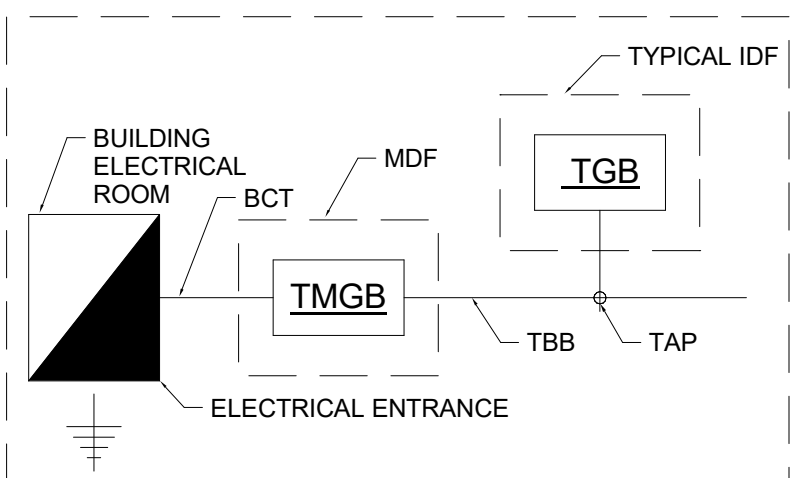 TYPICAL IDF
BUILDING
ELECTRICAL
ROOM
MDF
TGB
BCT
TMGB
TBB
TAP
ELECTRICAL ENTRANCE